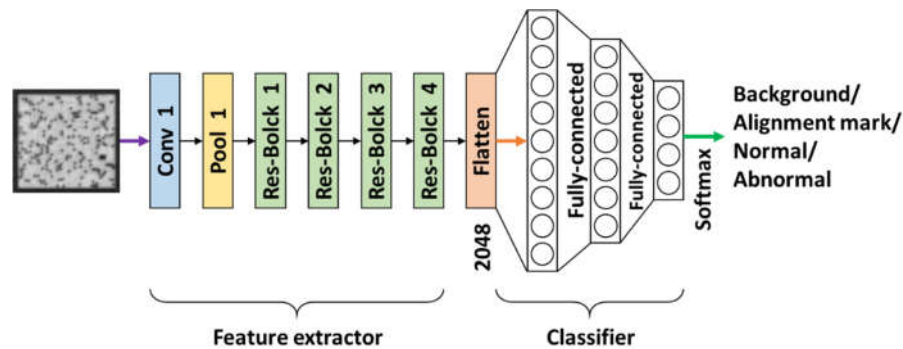 Conv 1
Pool 1
Res-Bolck 1
Res-Bolck 2
Res-Bolck 3
Res-Bolck 4
Flatten
2048
Fully-connected
Fully-connected
Softmax
Background/
Alignment mark/
Normal/
Abnormal
Feature extractor
Classifier